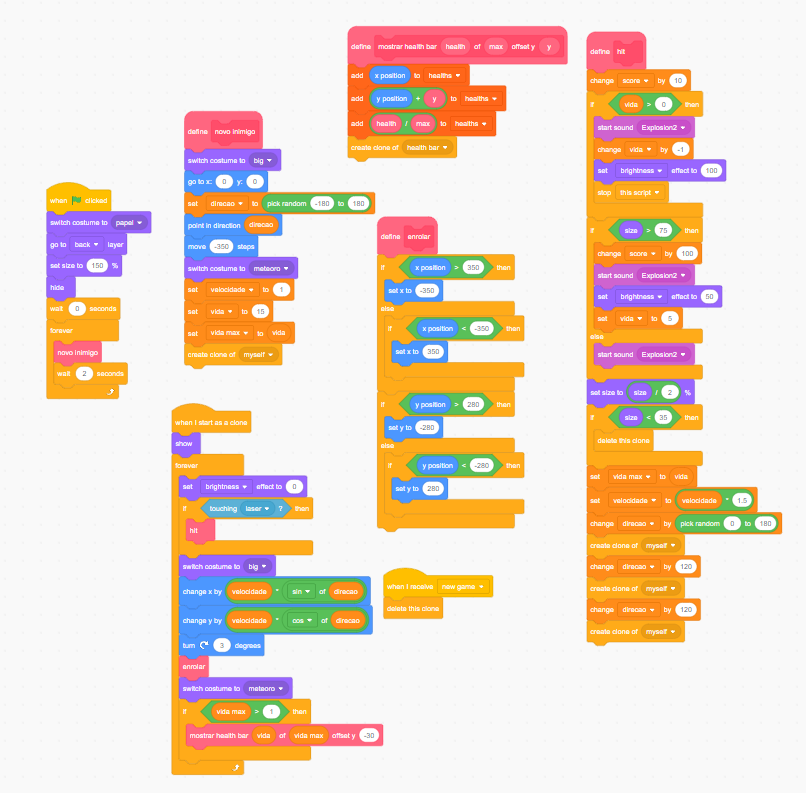 when clicked
switch costume to papel
go to back layer
set size to 150 %
hide
wait 0 seconds
forever
novo inimigo
wait 2 seconds
define novo inimigo
switch costume to big
go to x: 0 y: 0
set direcao to pick random -180 to 180
point in direction direcao
move -350 steps
switch costume to meteoro
set velocidade to 1
set vida to 15
set vida max to vida
create clone of myself
when I start as a clone
show
forever
set brightness effect to 0
if touching laser ? then
hit
switch costume to big
change x by velocidade * sin of direcao
change y by velocidade * cos of direcao
turn 3 degrees
enrolar
switch costume to meteoro
if vida max > 1 then
mostrar health bar vida of vida max offset y -30
define mostrar health bar health of max offset y y
add x position to healths
add y position + y to healths
add health / max to healths
create clone of health bar
define enrolar
if x position > 350 then
set x to -350
else
if x position < -350 then
set x to 350
if y position > 280 then
set y to -280
else
if y position < -280 then
set y to 280
when I receive new game
delete this clone
define hit
change score by 10
if vida > 0 then
start sound Explosion2
change vida by -1
set brightness effect to 100
stop this script
if size > 75 then
change score by 100
start sound Explosion2
set brightness effect to 50
set vida to 5
else
start sound Explosion2
set size to size / 2 %
if size < 35 then
delete this clone
set vida max to vida
set velocidade to velocidade * 1.5
change direcao by pick random 0 to 180
create clone of myself
change direcao by 120
create clone of myself
change direcao by 120
create clone of myself